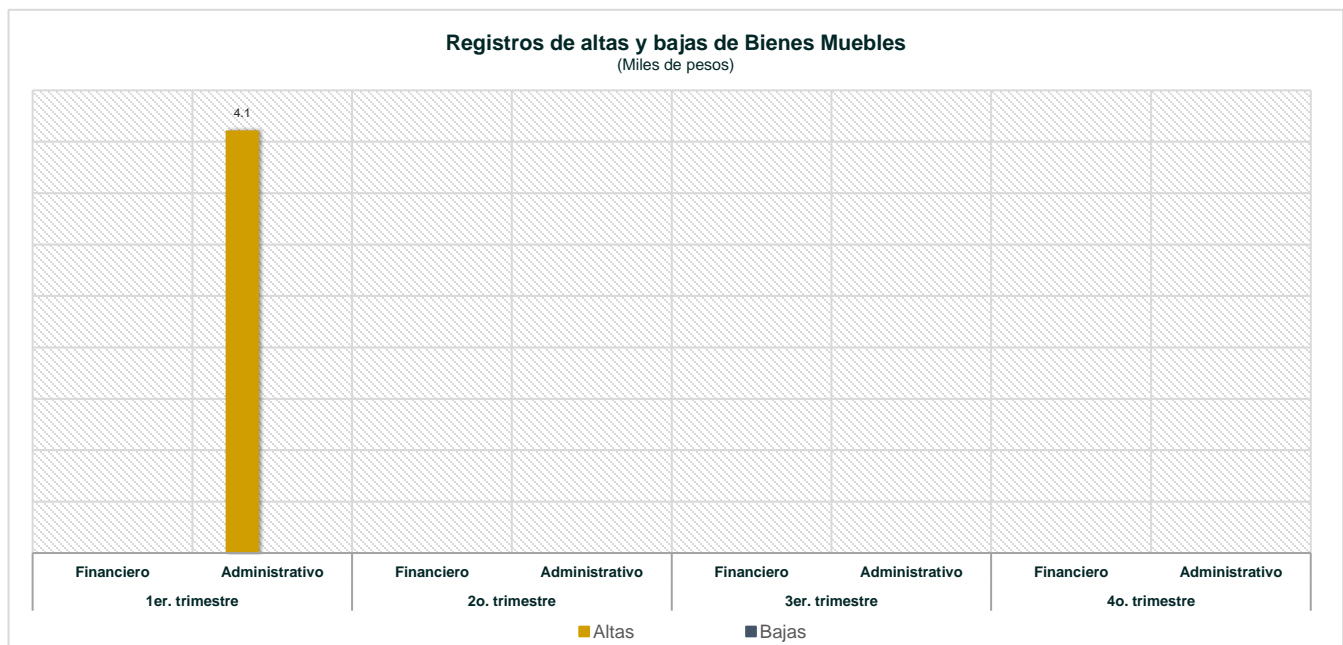 Registros de altas y bajas de Bienes Muebles
(Miles de pesos)
4.1
Financiero Administrativo Financiero Administrativo Financiero Administrativo Financiero Administrativo
1er. trimestre 2o. trimestre 3er. trimestre 4o. trimestre
Altas Bajas